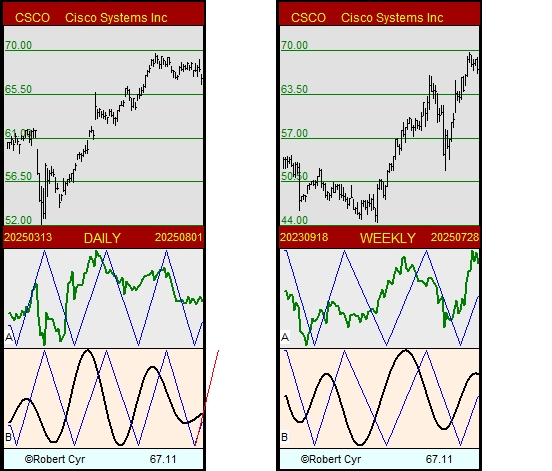 CSCO Cisco Systems Inc
70.00
65.50
61.00
56.50
52.00
20250313 DAILY 20250801
A
B
©Robert Cyr 67.11
CSCO Cisco Systems Inc
70.00
63.50
57.00
50.50
44.00
20230918 WEEKLY 20250728
A
B
©Robert Cyr 67.11